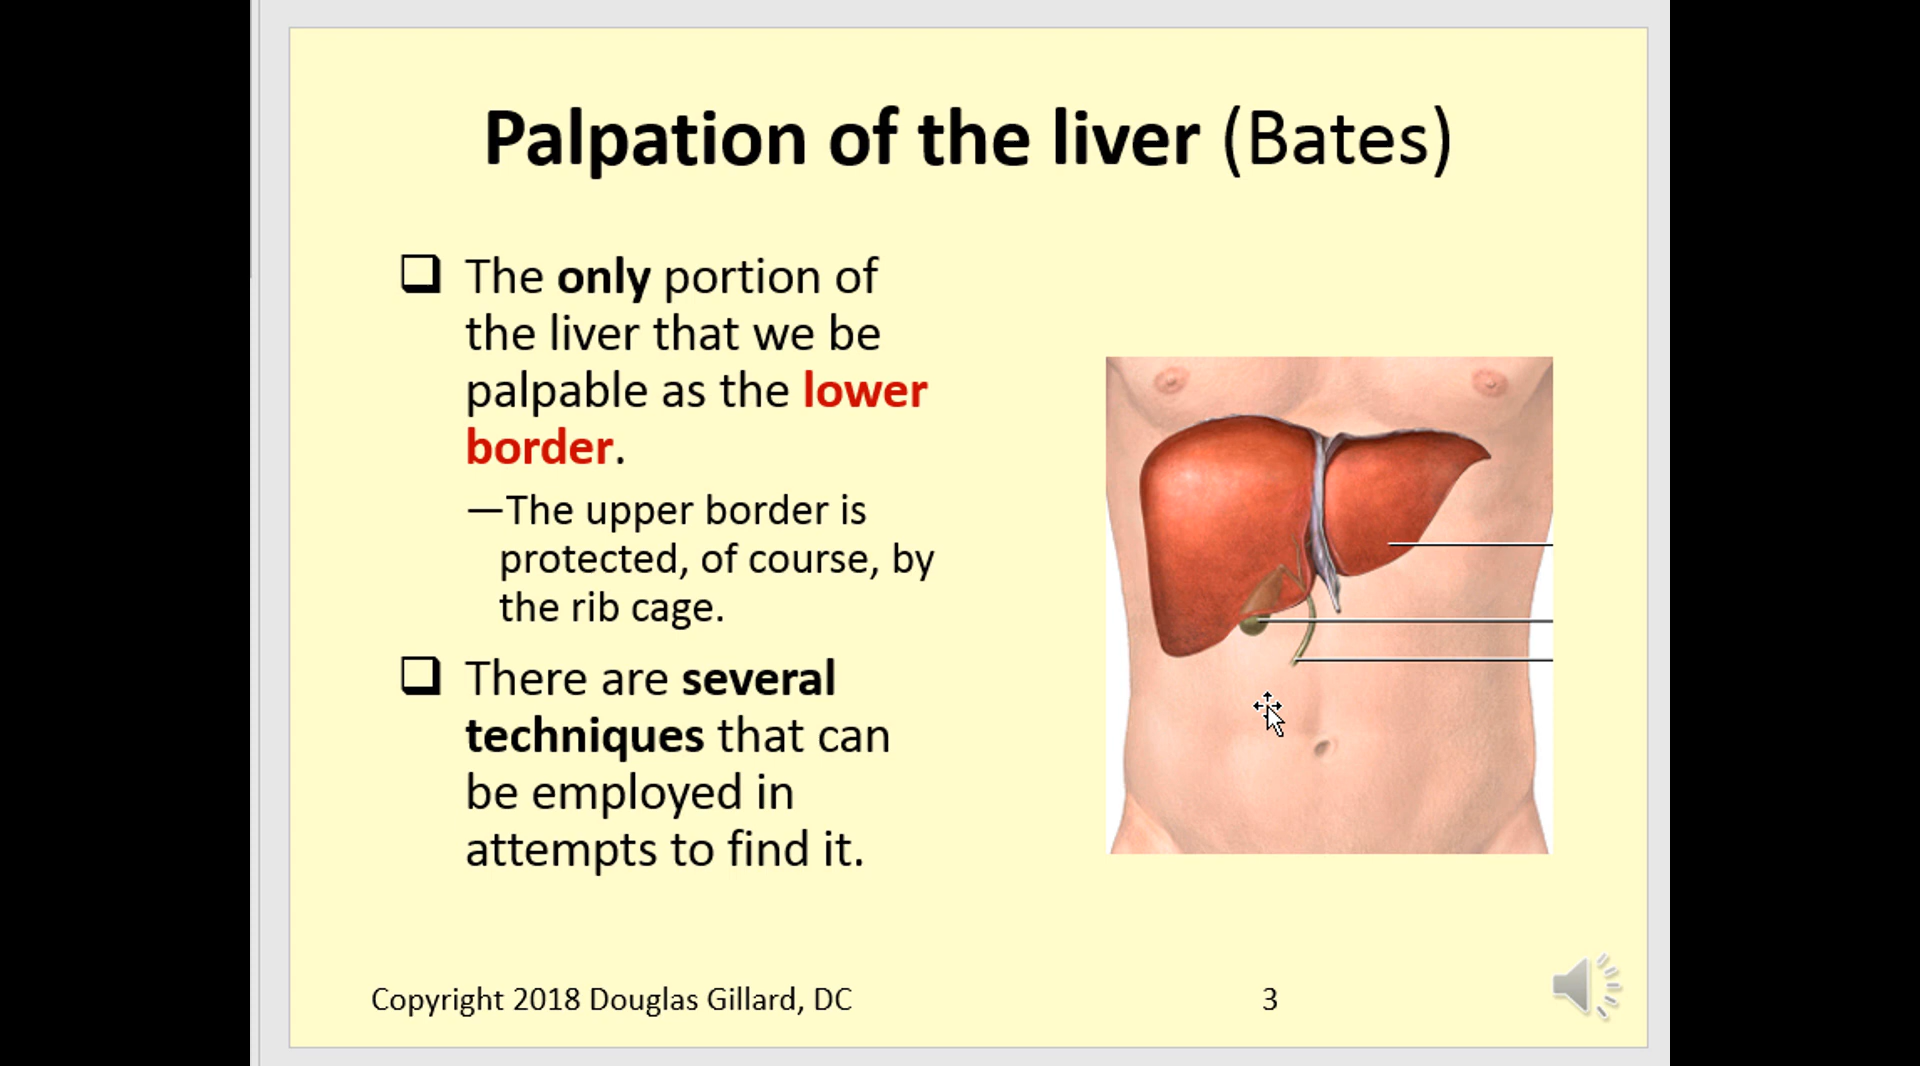 Palpation of the liver (Bates)
The only portion of
the liver that we be
palpable as the lower
border.
—The upper border is
protected, of course, by
the rib cage.
There are several
techniques that can
be employed in
attempts to find it.
Copyright 2018 Douglas Gillard, DC
3